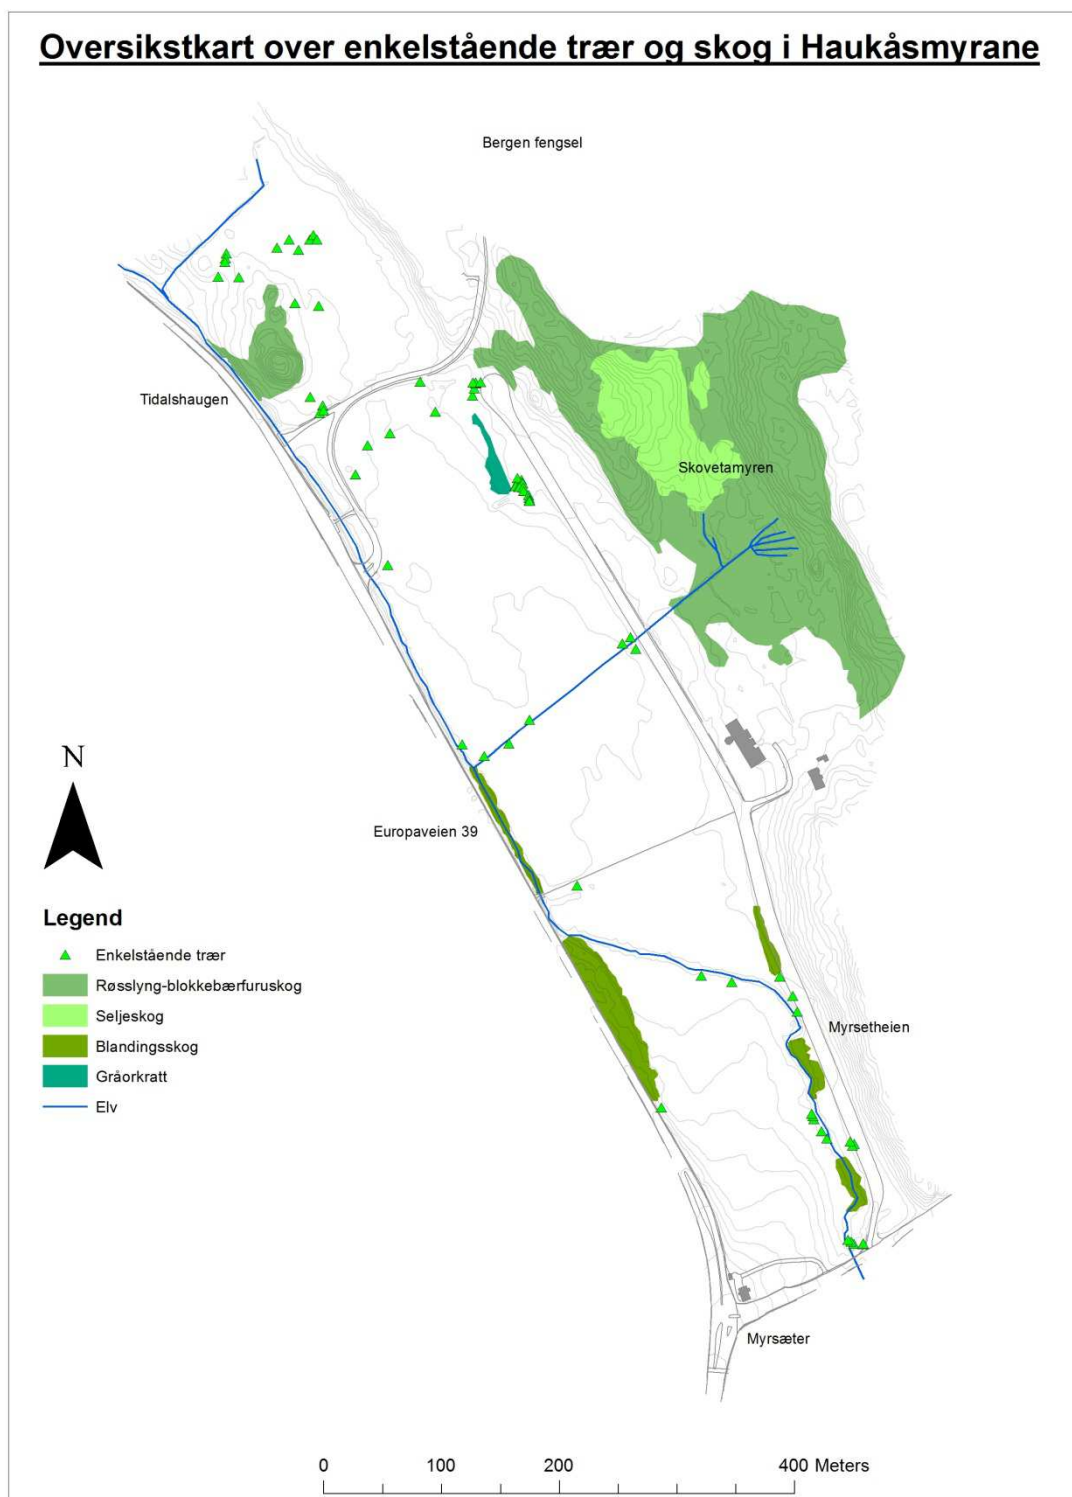 Oversikstkart over enkelstående trær og skog i Haukåsmyrane
Bergen fengsel
Tidalshaugen
Skovetamyren
N
Europaveien 39
Legend
Enkelstående trær
Røsslyng-blokkebærfuruskog
Seljeskog
Blandingsskog
Gråorkratt
Elv
Myrsetheien
Myrsæter
0 100 200 400 Meters